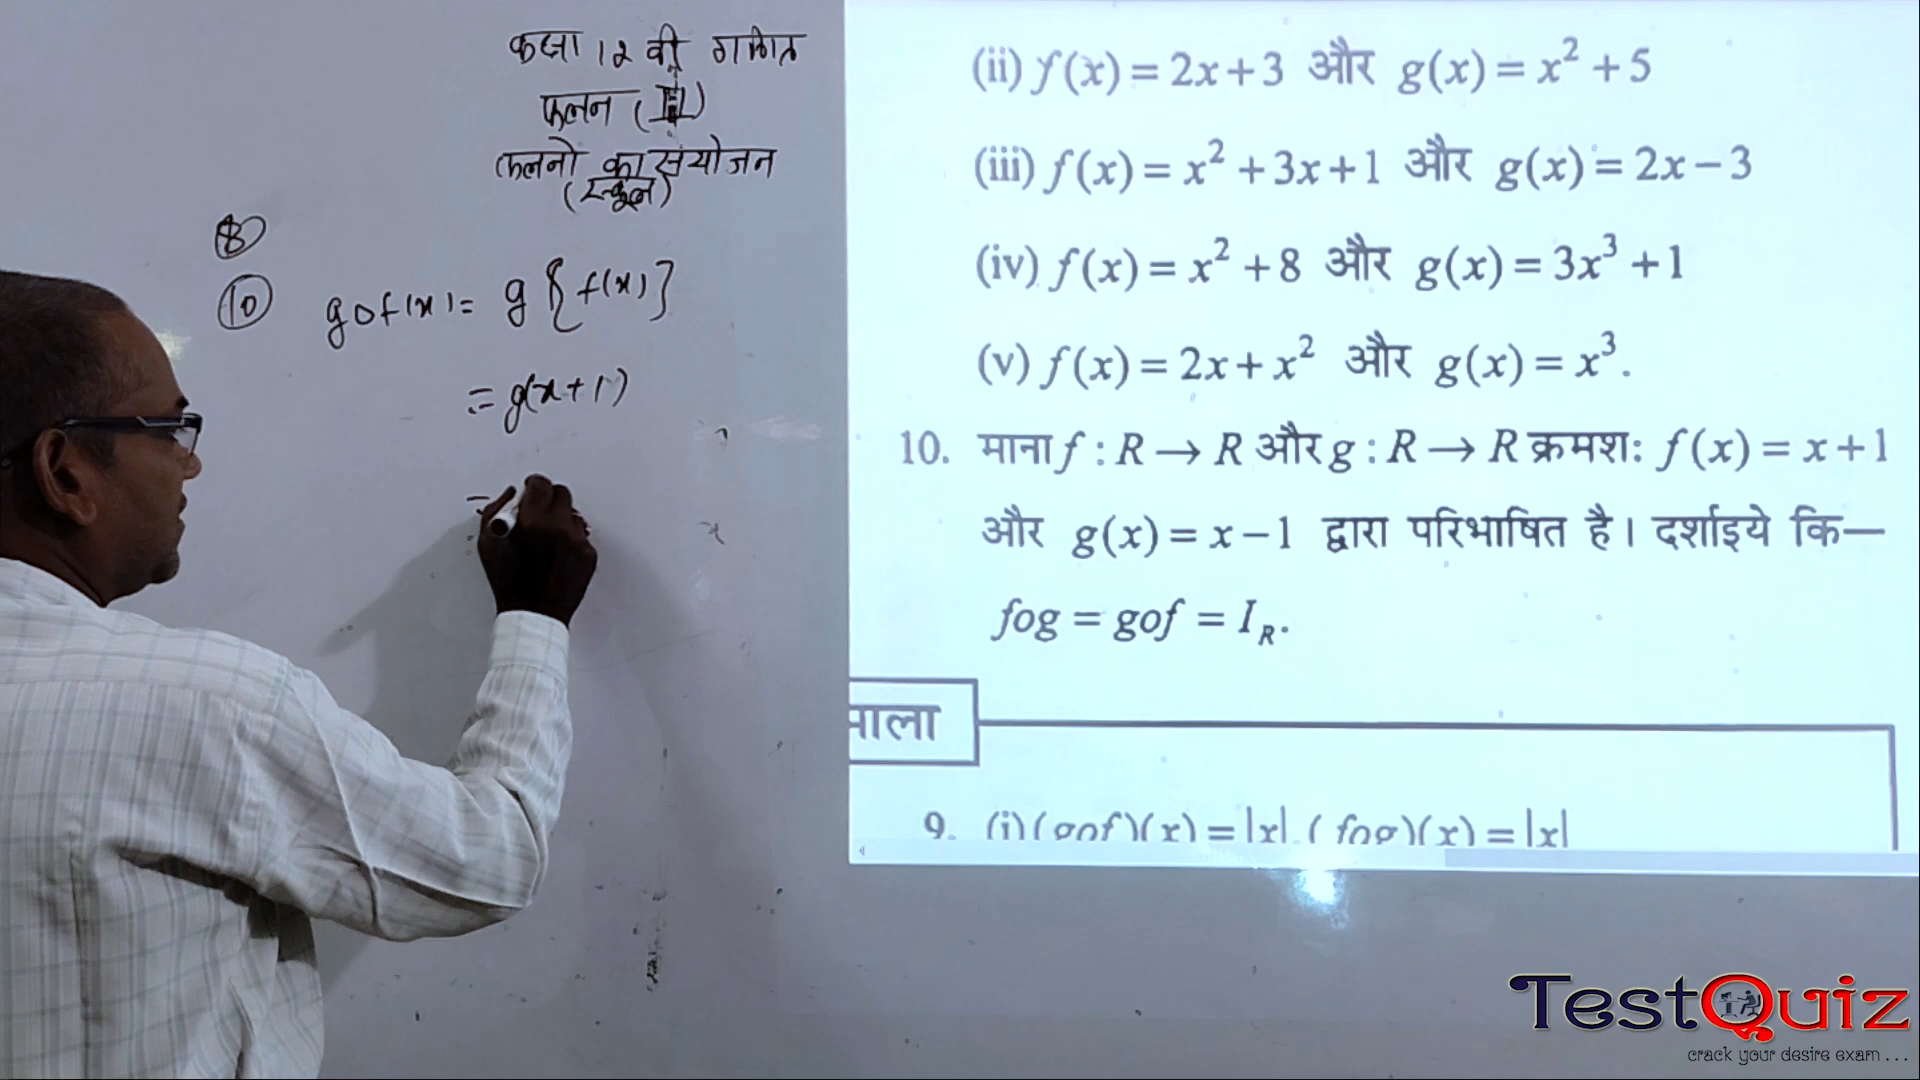 कक्षा 12 वी गणित
फलन (II)
फलनो का संयोजन
(स्कूल)
8
10 gof(x) = g{f(x)}
= g(x+1)
=
(ii) f(x) = 2x+3 और g(x) = x² +5
(iii) f(x) = x² +3x+1 और g(x) = 2x−3
(iv) f(x) = x² +8 और g(x) = 3x³ +1
(v) f(x) = 2x+x² और g(x) = x³.
10. माना f : R → R और g : R → R क्रमशः f(x) = x+1
और g(x) = x−1 द्वारा परिभाषित है। दर्शाइये कि—
fog = gof = I_R.
माला
9. (i) (gof)(x) = |x|, (fog)(x) = |x|
TestQuiz
crack your desire exam ...